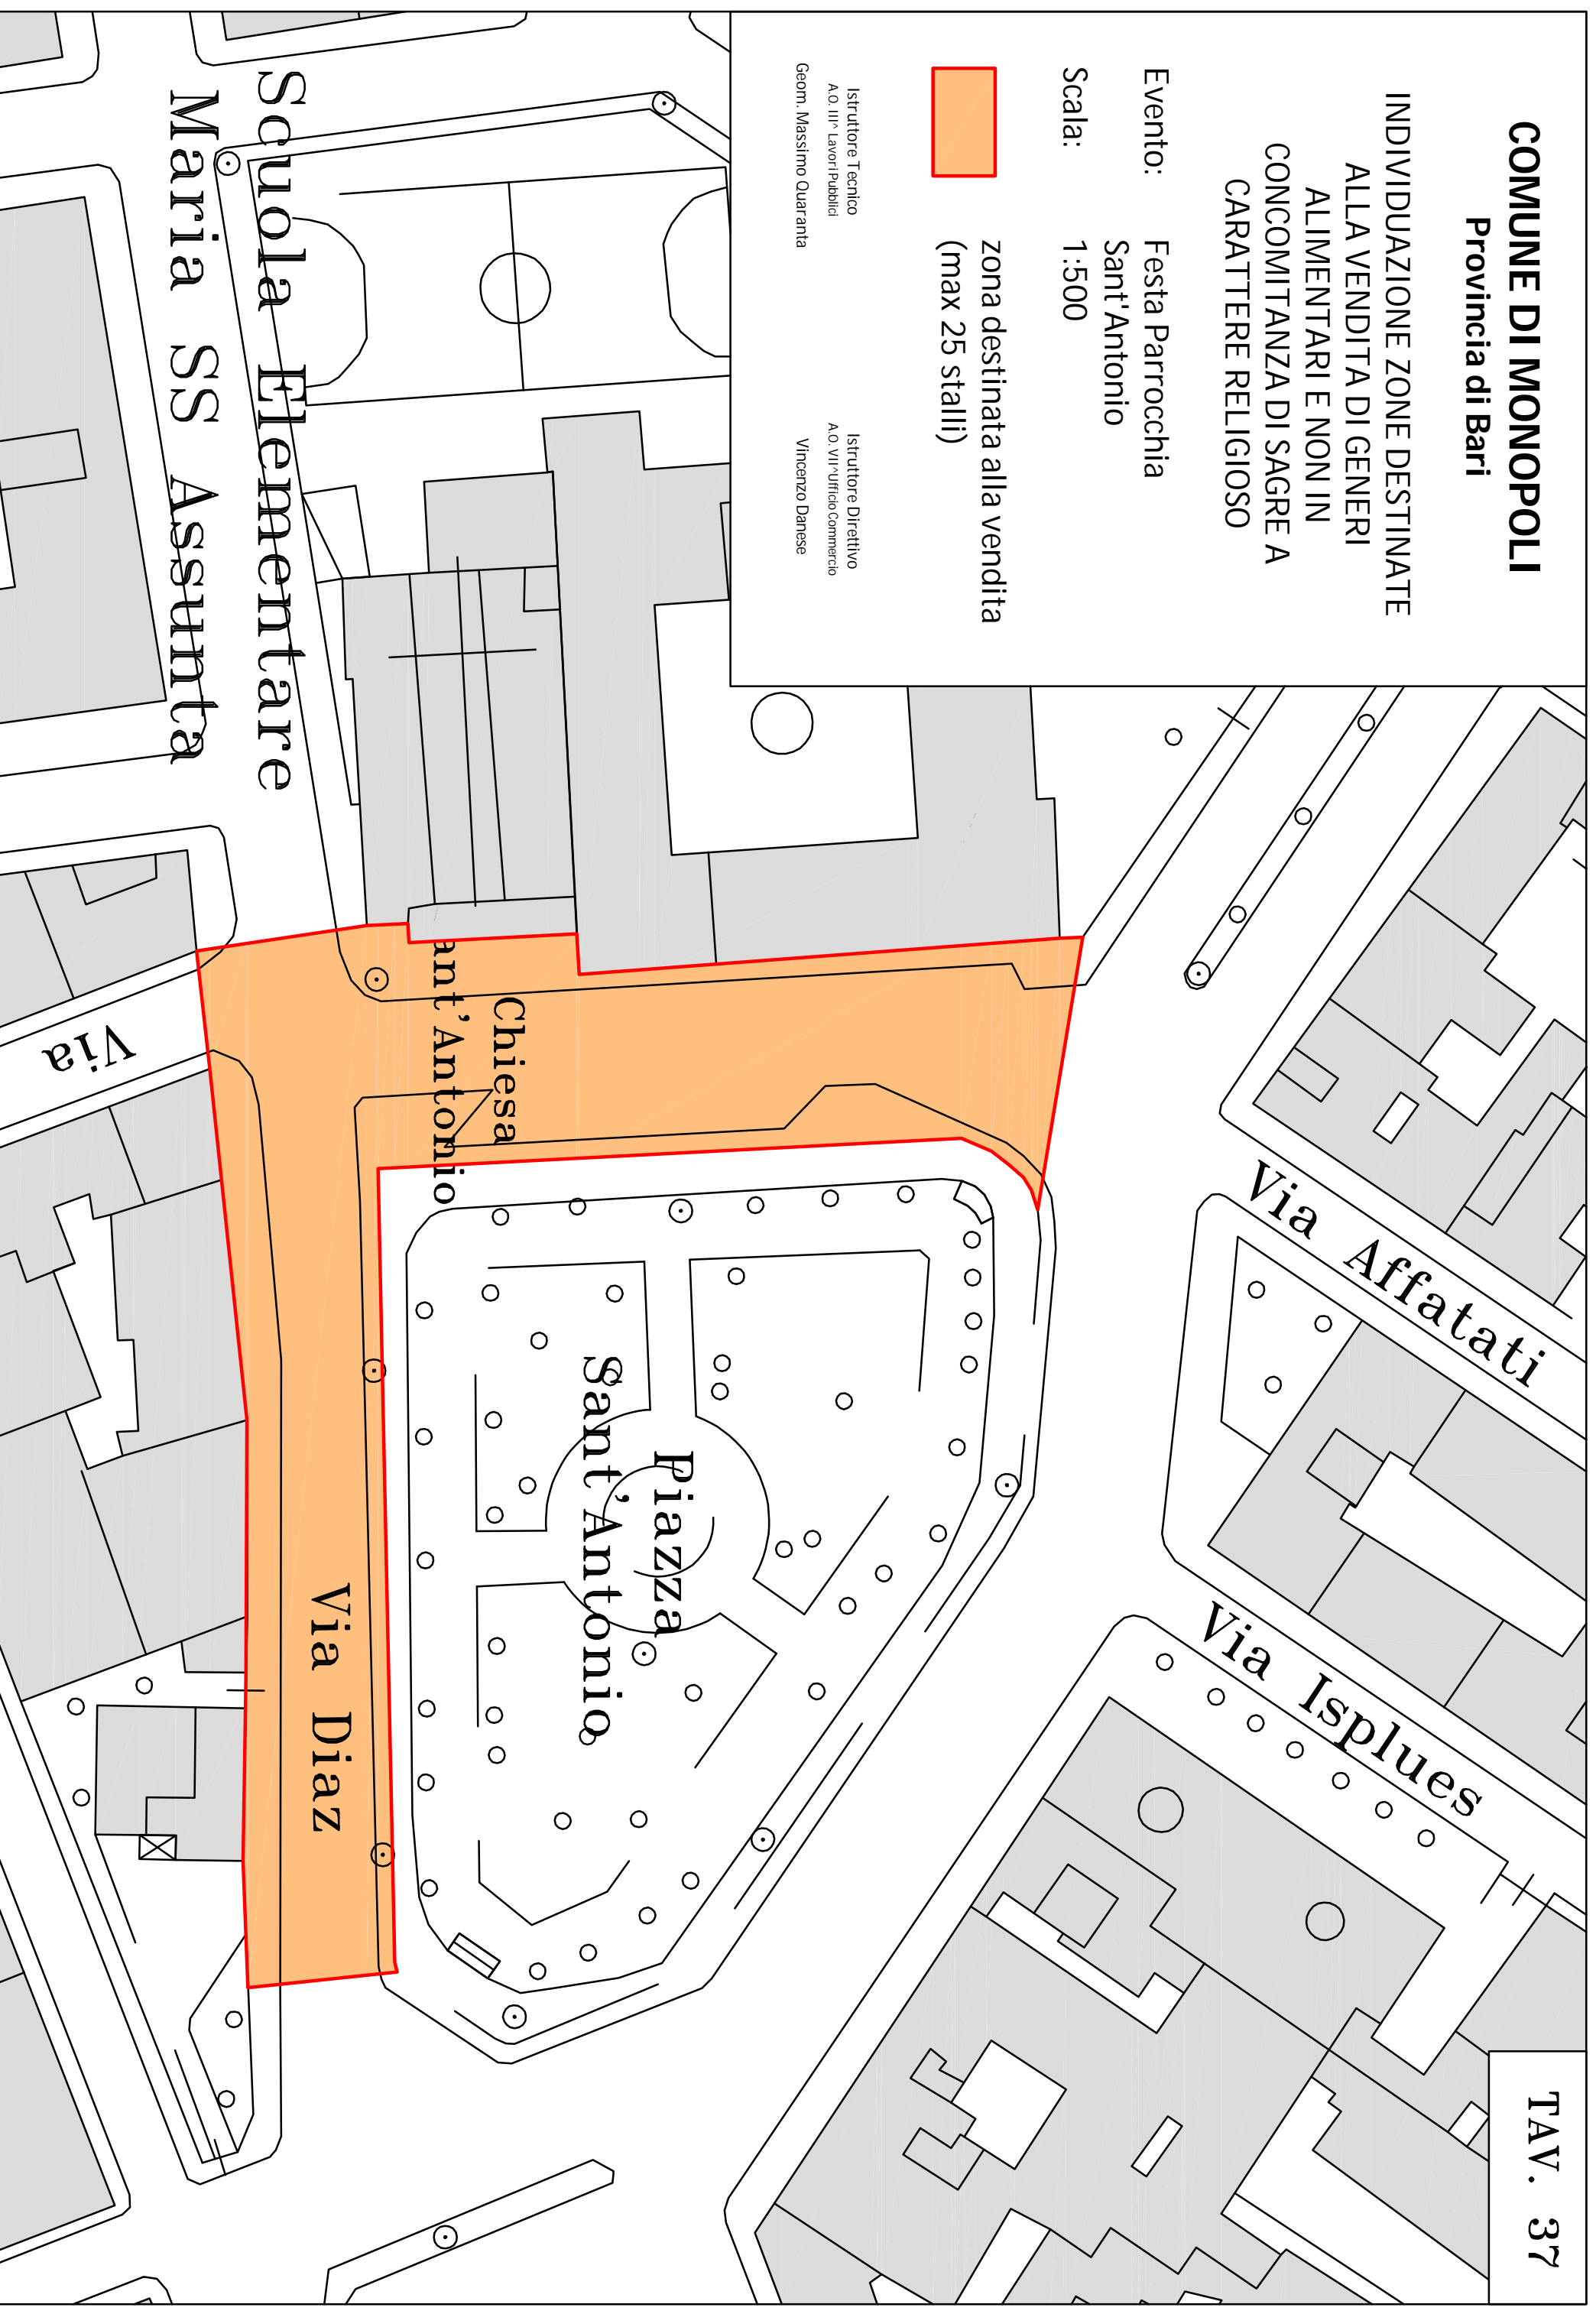 COMUNE DI MONOPOLI
Provincia di Bari
INDIVIDUAZIONE ZONE DESTINATE
ALLA VENDITA DI GENERI
ALIMENTARI E NON IN
CONCOMITANZA DI SAGRE A
CARATTERE RELIGIOSO
Evento: Festa Parrocchia
Sant'Antonio
Scala: 1:500
zona destinata alla vendita
(max 25 stalli)
Istruttore Tecnico
A.O. III^ Lavori Pubblici
Geom. Massimo Quaranta
Istruttore Direttivo
A.O. VII^Ufficio Commercio
Vincenzo Danese
TAV. 37
Via Affatati
Via Isplues
Piazza
Sant'Antonio
Chiesa
ant'Antonio
Via Diaz
Scuola Elementare
Maria SS Assunta
Via